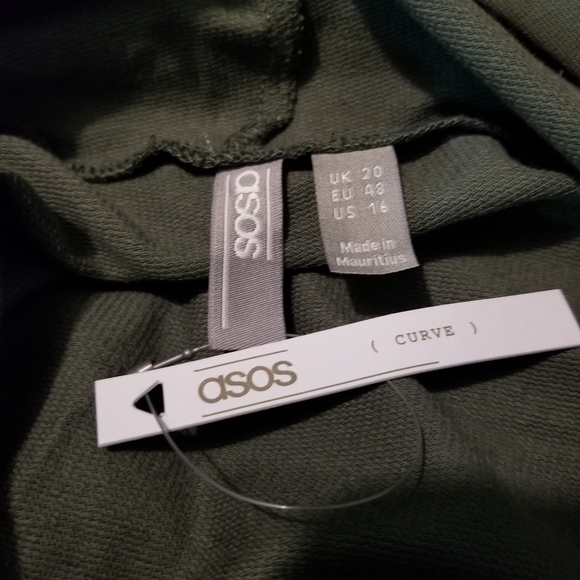 asos
UK 20
EU 48
US 16
Made in
Mauritius
asos
( CURVE )